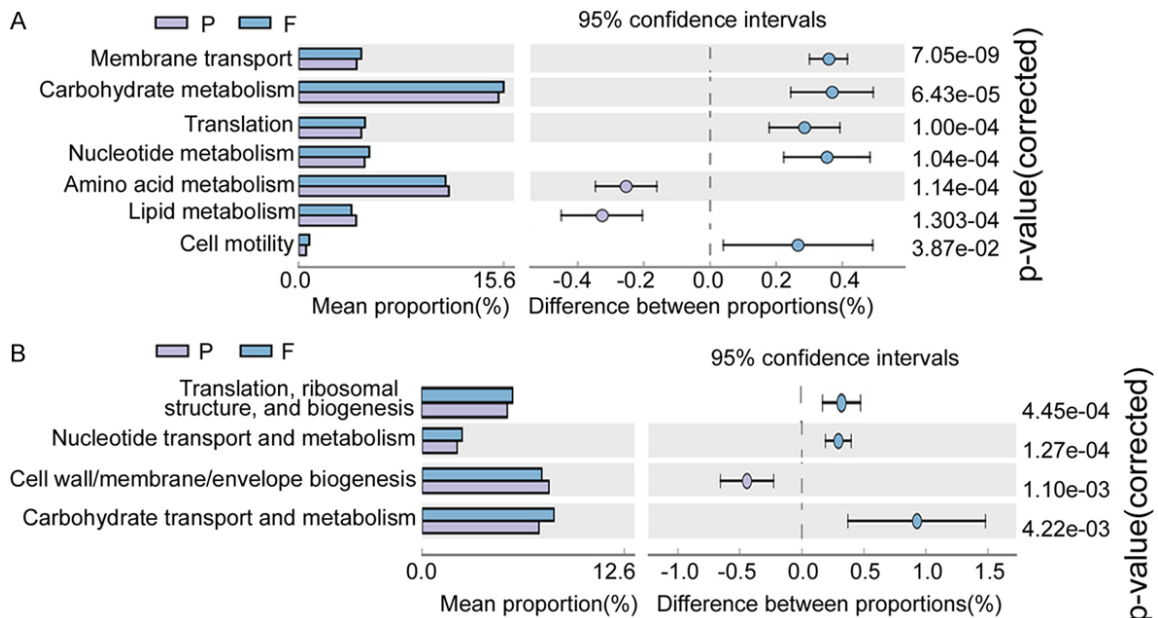 A
P F
95% confidence intervals
Membrane transport 7.05e-09
Carbohydrate metabolism 6.43e-05
Translation 1.00e-04
Nucleotide metabolism 1.04e-04
Amino acid metabolism 1.14e-04
Lipid metabolism 1.303-04
Cell motility 3.87e-02
p-value(corrected)
0.0 15.6 -0.4 -0.2 0.0 0.2 0.4
Mean proportion(%) Difference between proportions(%)
B
P F
95% confidence intervals
Translation, ribosomal
structure, and biogenesis 4.45e-04
Nucleotide transport and metabolism 1.27e-04
Cell wall/membrane/envelope biogenesis 1.10e-03
Carbohydrate transport and metabolism 4.22e-03
p-value(corrected)
0.0 12.6 -1.0 -0.5 0.0 0.5 1.0 1.5
Mean proportion(%) Difference between proportions(%)